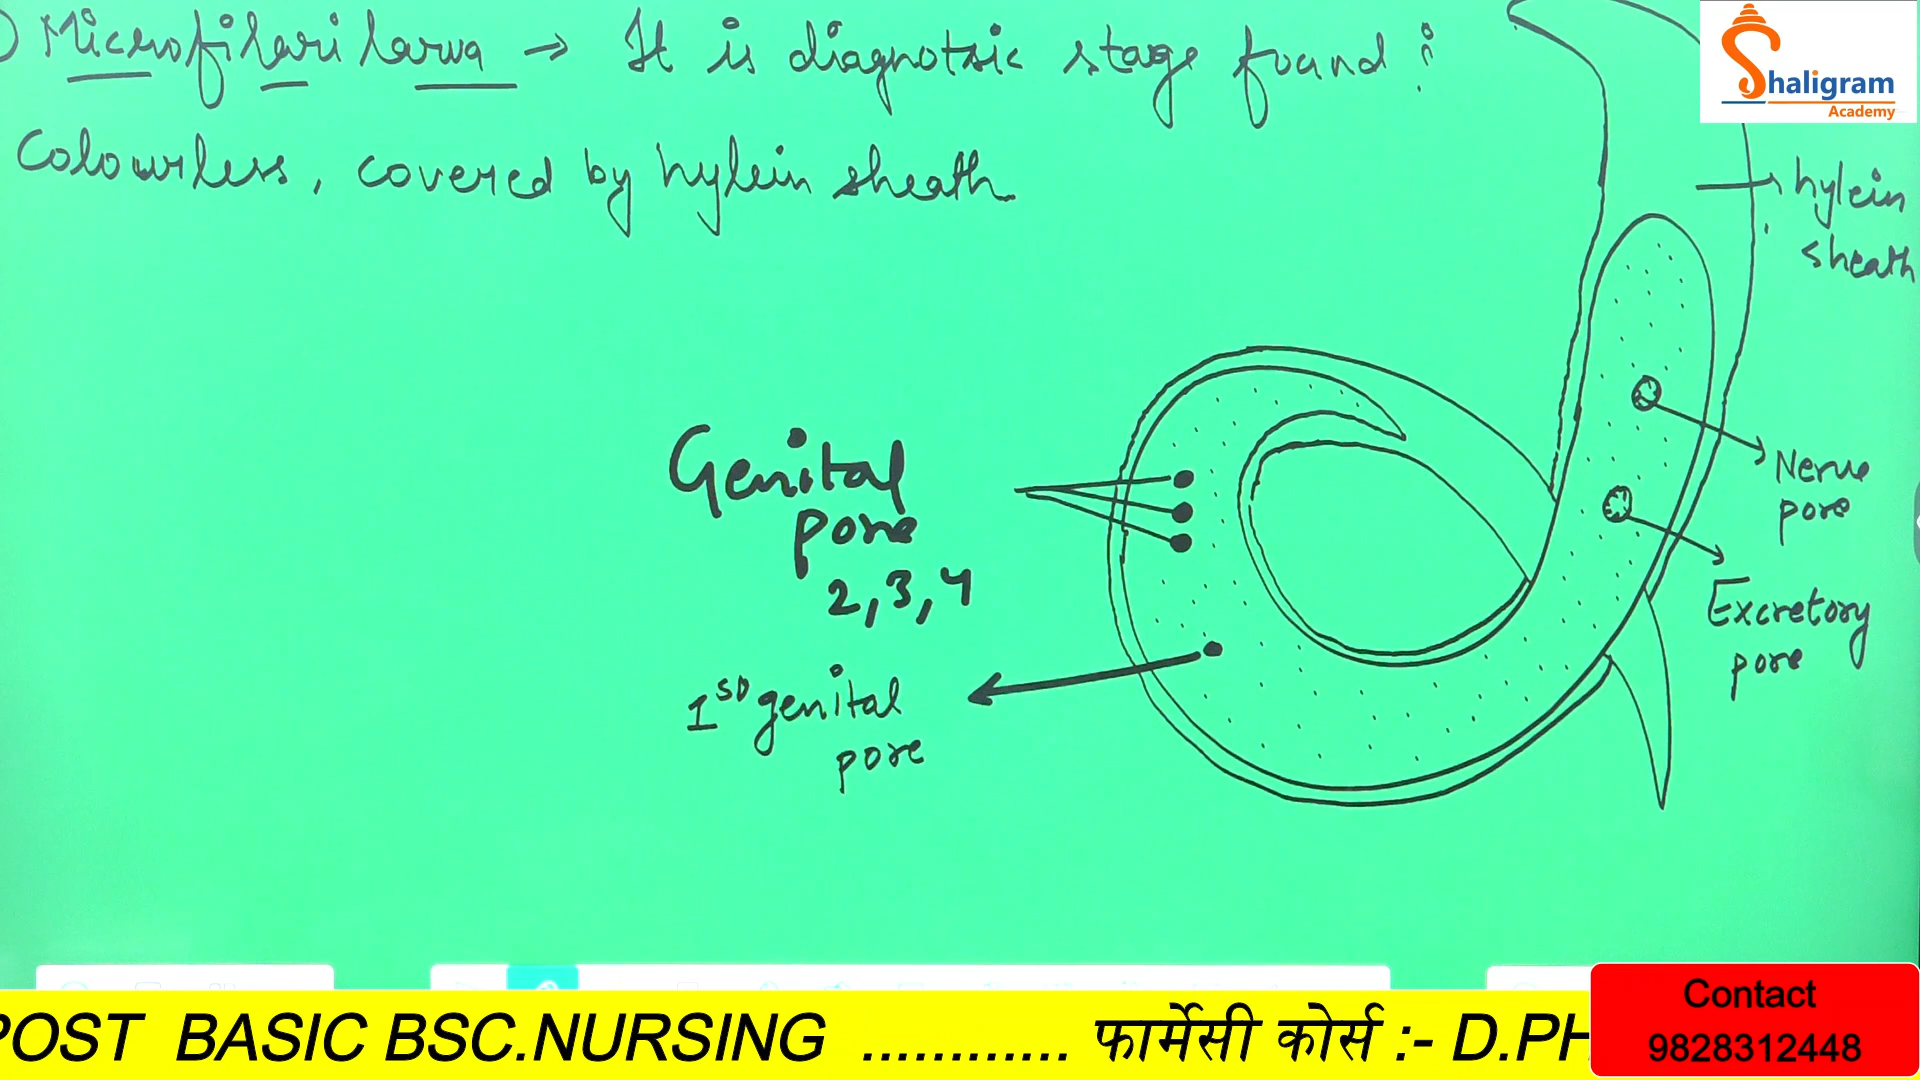 Microfilari larva → It is diagnotsic stage found :
Colourless, covered by hylein sheath
Shaligram
Academy
hylein
sheath
Genital
pore
2,3,4
Nerve
pore
Excretory
pore
1st genital
pore
POST BASIC BSC.NURSING ............ फार्मेसी कोर्स :- D.PH
Contact
9828312448